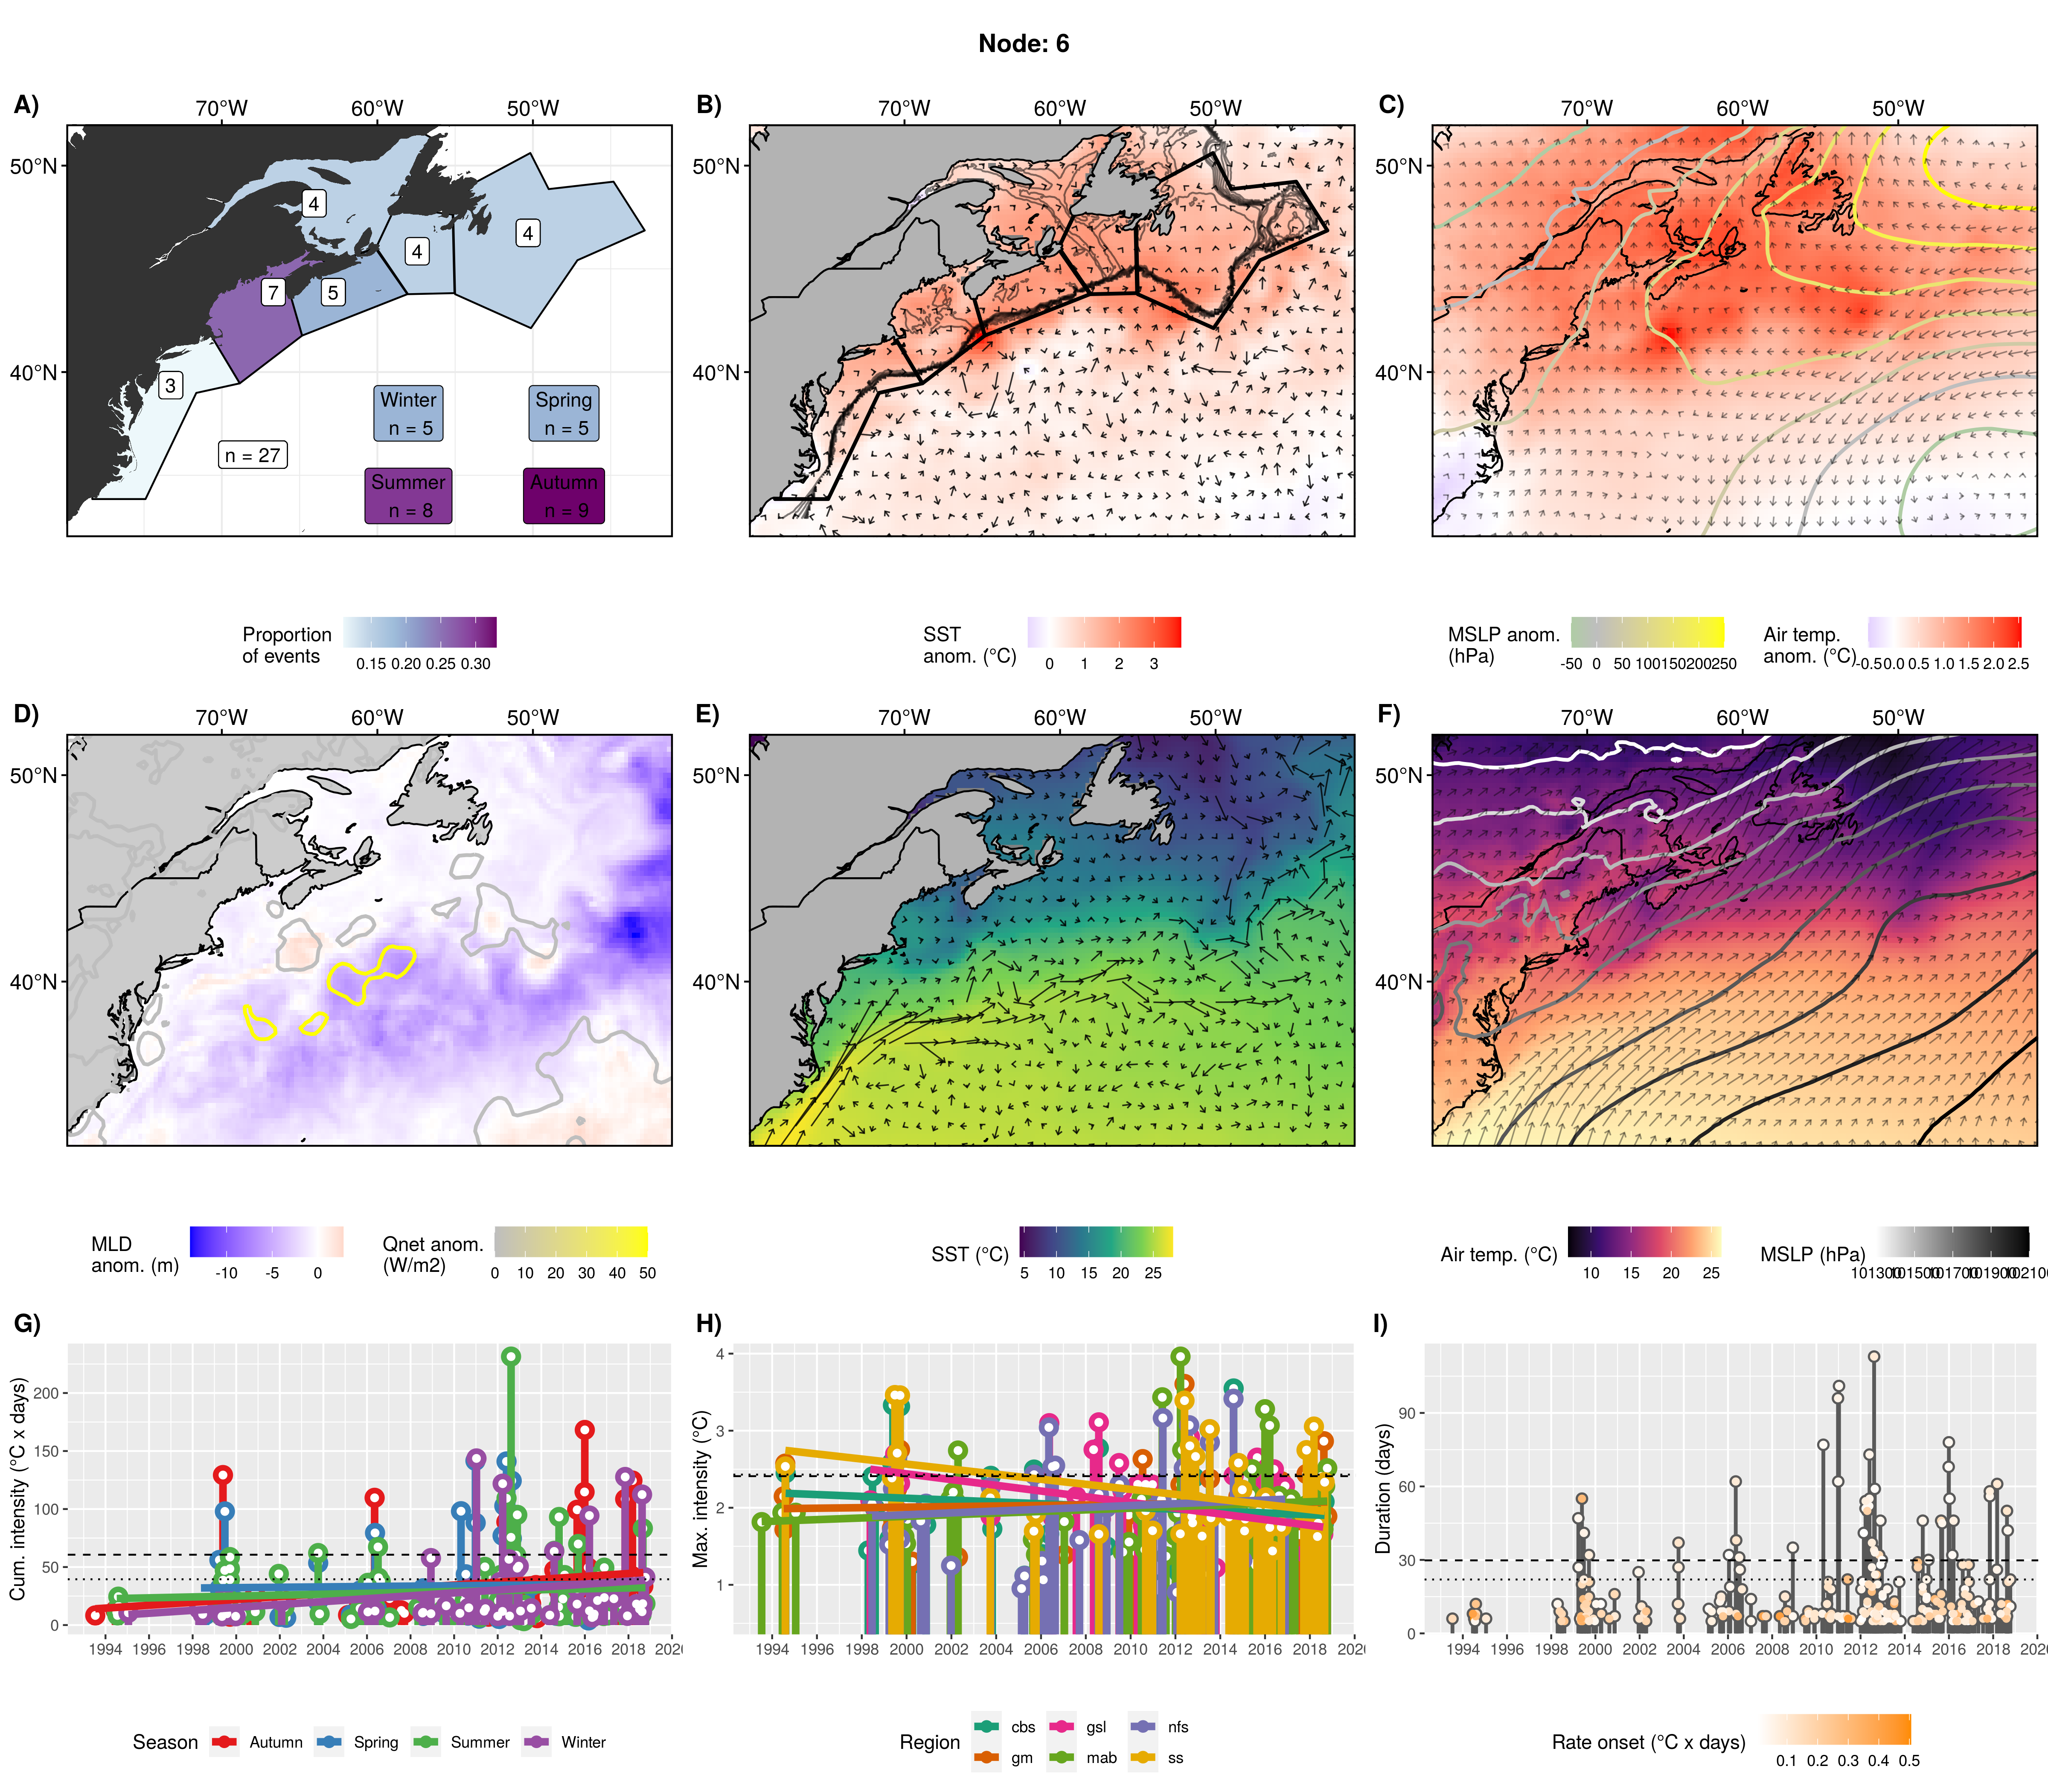 Node: 6
A)
70°W 60°W 50°W
50°N
40°N
4
4
4
7
5
3
n = 27
Winter
n = 5
Spring
n = 5
Summer
n = 8
Autumn
n = 9
Proportion
of events
0.15 0.20 0.25 0.30
B)
70°W 60°W 50°W
50°N
40°N
SST
anom. (°C)
0 1 2 3
C)
70°W 60°W 50°W
50°N
40°N
MSLP anom.
(hPa)
-50 0 50 100 150 200 250
Air temp.
anom. (°C)
-0.5 0.0 0.5 1.0 1.5 2.0 2.5
D)
70°W 60°W 50°W
50°N
40°N
MLD
anom. (m)
-10 -5 0
Qnet anom.
(W/m2)
0 10 20 30 40 50
E)
70°W 60°W 50°W
50°N
40°N
SST (°C)
5 10 15 20 25
F)
70°W 60°W 50°W
50°N
40°N
Air temp. (°C)
10 15 20 25
MSLP (hPa)
G)
Cum. intensity (°C x days)
200
150
100
50
0
1994 1996 1998 2000 2002 2004 2006 2008 2010 2012 2014 2016 2018
Season
Autumn Spring Summer Winter
H)
Max. intensity (°C)
4
3
2
1
1994 1996 1998 2000 2002 2004 2006 2008 2010 2012 2014 2016 2018
Region
cbs gsl nfs
gm mab ss
I)
Duration (days)
90
60
30
0
1994 1996 1998 2000 2002 2004 2006 2008 2010 2012 2014 2016 2018
Rate onset (°C x days)
0.1 0.2 0.3 0.4 0.5